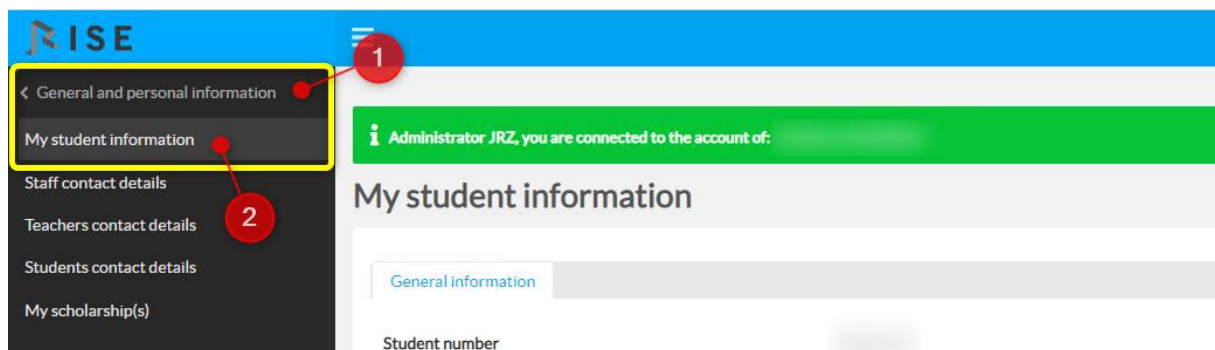 RISE
1
General and personal information
My student information
Staff contact details
2
Teachers contact details
Students contact details
My scholarship(s)
Administrator JRZ, you are connected to the account of:
My student information
General information
Student number